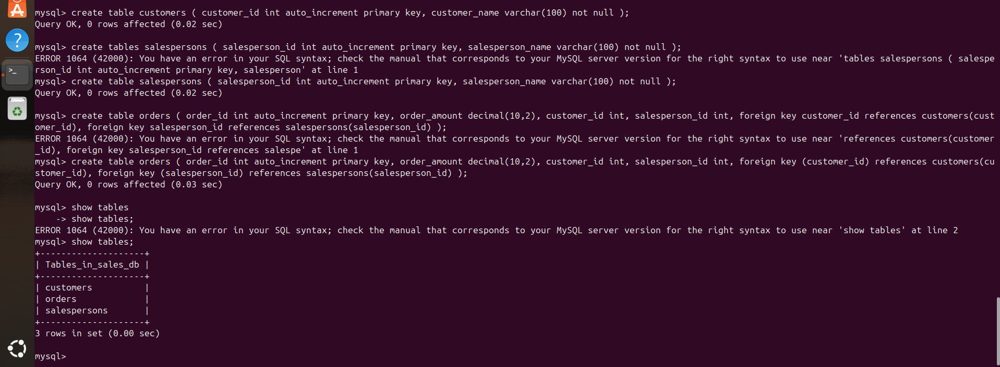 mysql> create table customers ( customer_id int auto_increment primary key, customer_name varchar(100) not null );
Query OK, 0 rows affected (0.02 sec)
mysql> create tables salespersons ( salesperson_id int auto_increment primary key, salesperson_name varchar(100) not null );
ERROR 1064 (42000): You have an error in your SQL syntax; check the manual that corresponds to your MySQL server version for the right syntax to use near 'tables salespersons ( salespe
rson_id int auto_increment primary key, salesperson' at line 1
mysql> create table salespersons ( salesperson_id int auto_increment primary key, salesperson_name varchar(100) not null );
Query OK, 0 rows affected (0.02 sec)
mysql> create table orders ( order_id int auto_increment primary key, order_amount decimal(10,2), customer_id int, salesperson_id int, foreign key customer_id references customers(cust
omer_id), foreign key salesperson_id references salespersons(salesperson_id) );
ERROR 1064 (42000): You have an error in your SQL syntax; check the manual that corresponds to your MySQL server version for the right syntax to use near 'references customers(customer
_id), foreign key salesperson_id references salespe' at line 1
mysql> create table orders ( order_id int auto_increment primary key, order_amount decimal(10,2), customer_id int, salesperson_id int, foreign key (customer_id) references customers(cu
stomer_id), foreign key (salesperson_id) references salespersons(salesperson_id) );
Query OK, 0 rows affected (0.03 sec)
mysql> show tables
    -> show tables;
ERROR 1064 (42000): You have an error in your SQL syntax; check the manual that corresponds to your MySQL server version for the right syntax to use near 'show tables' at line 2
mysql> show tables;
+--------------------+
| Tables_in_sales_db |
+--------------------+
| customers          |
| orders             |
| salespersons       |
+--------------------+
3 rows in set (0.00 sec)
mysql>